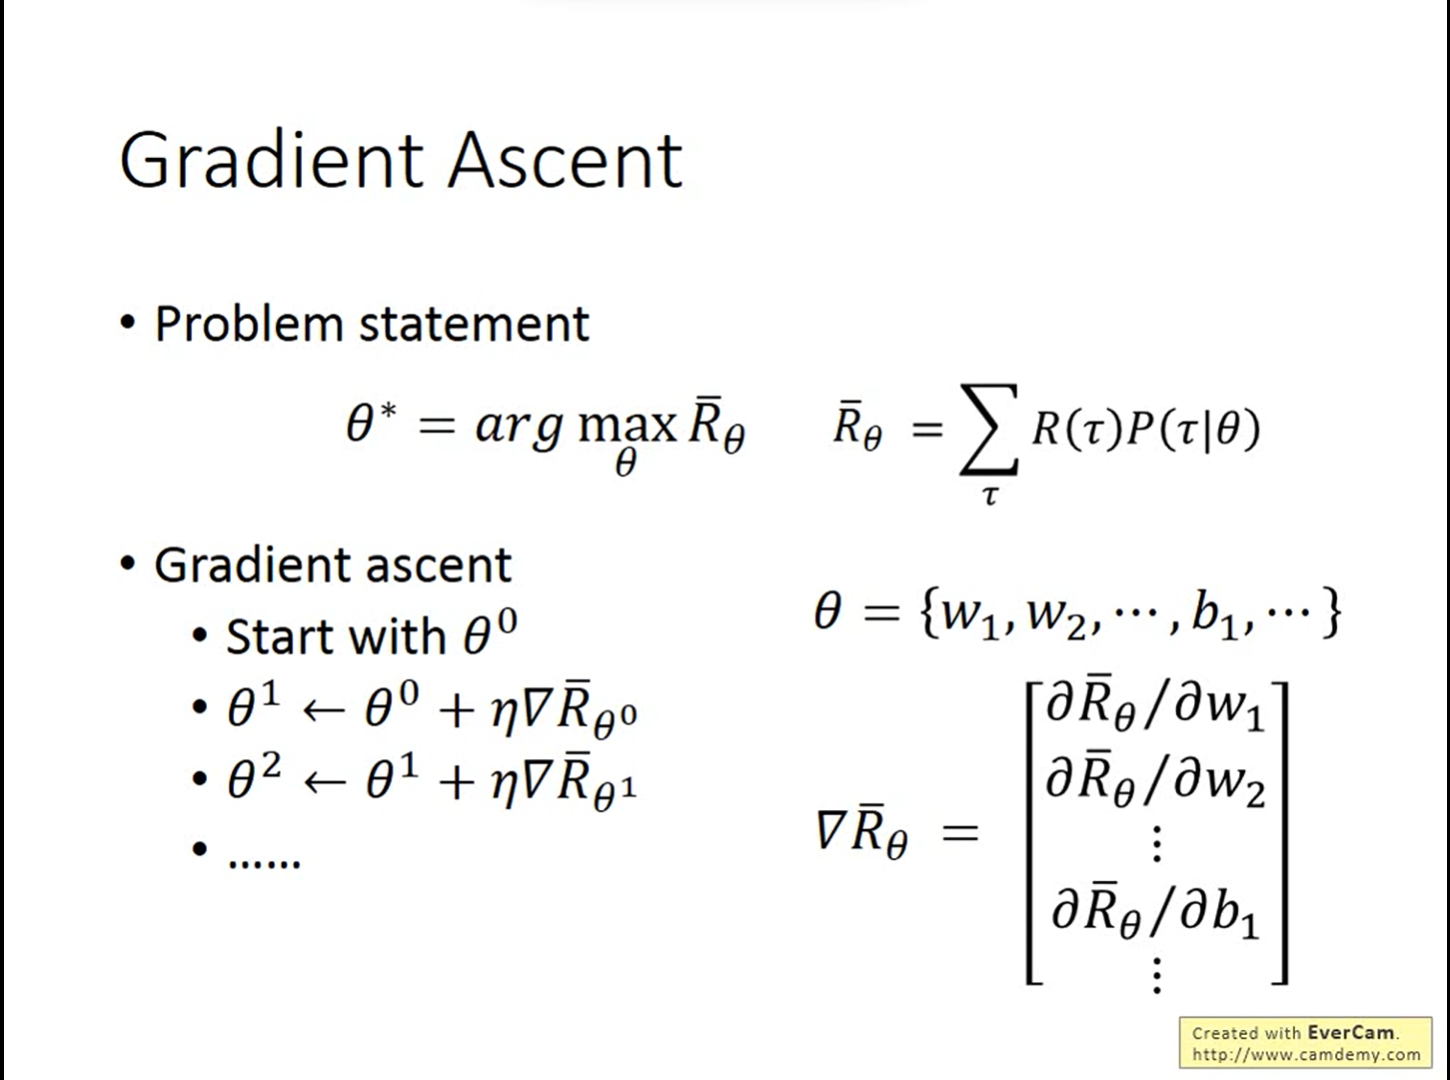 Gradient Ascent
• Problem statement
θ* = arg max_θ R̄_θ    R̄_θ = ∑_τ R(τ)P(τ|θ)
• Gradient ascent
• Start with θ⁰
• θ¹ ← θ⁰ + η∇R̄_θ⁰
• θ² ← θ¹ + η∇R̄_θ¹
• ......
θ = {w₁, w₂, ⋯ , b₁, ⋯ }
∇R̄_θ =
∂R̄_θ/∂w₁
∂R̄_θ/∂w₂
⋮
∂R̄_θ/∂b₁
⋮
Created with EverCam.
http://www.camdemy.com